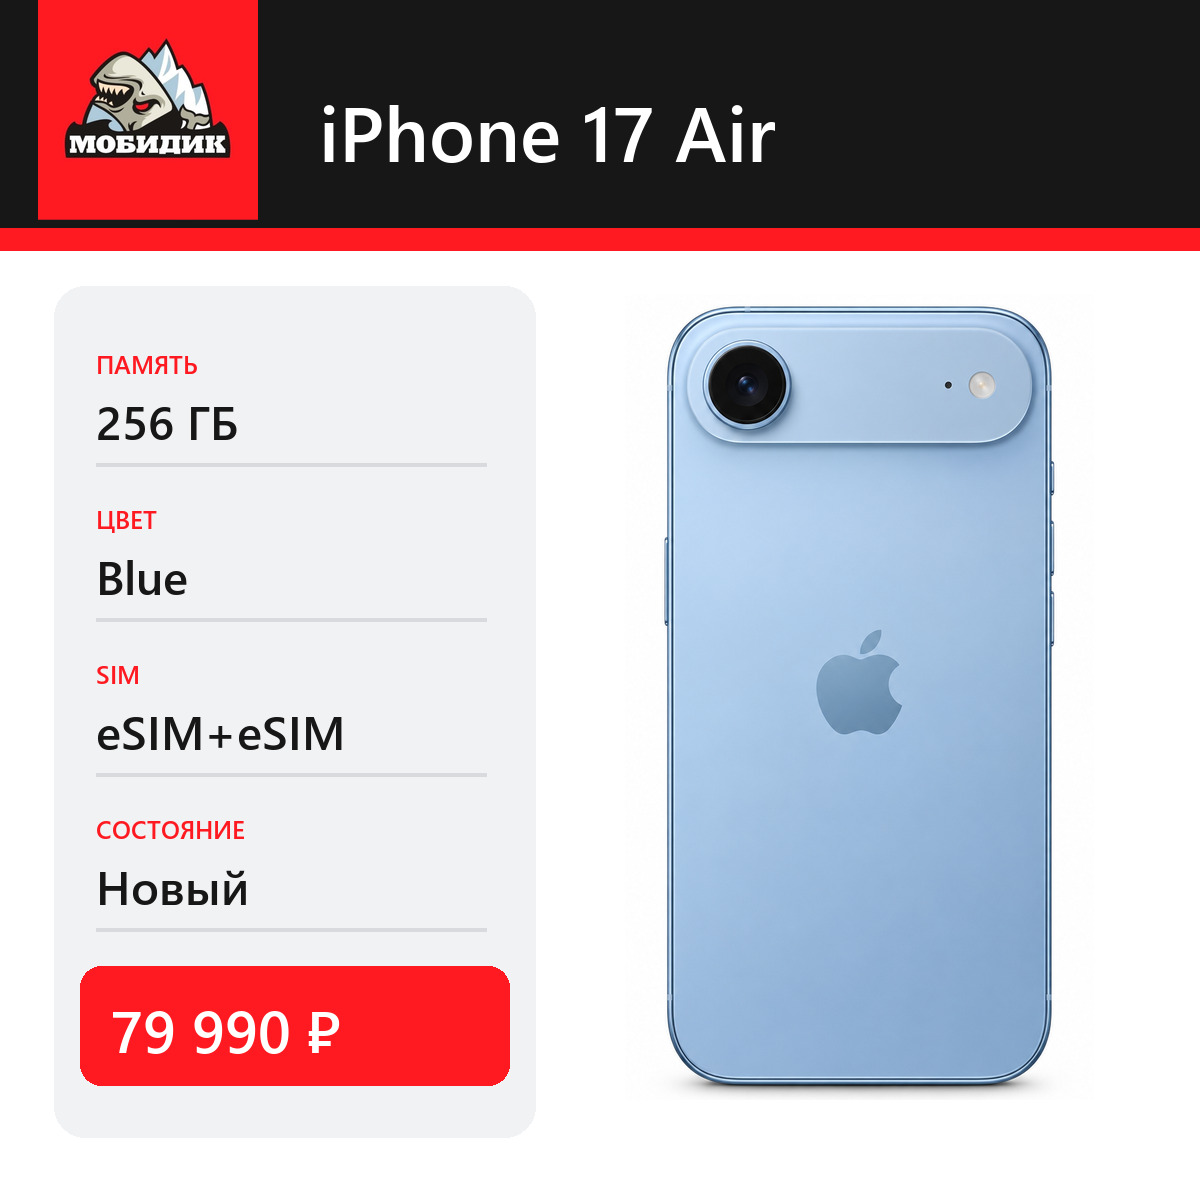 МОБИДИК
iPhone 17 Air
ПАМЯТЬ
256 ГБ
ЦВЕТ
Blue
SIM
eSIM+eSIM
СОСТОЯНИЕ
Новый
79 990 ₽